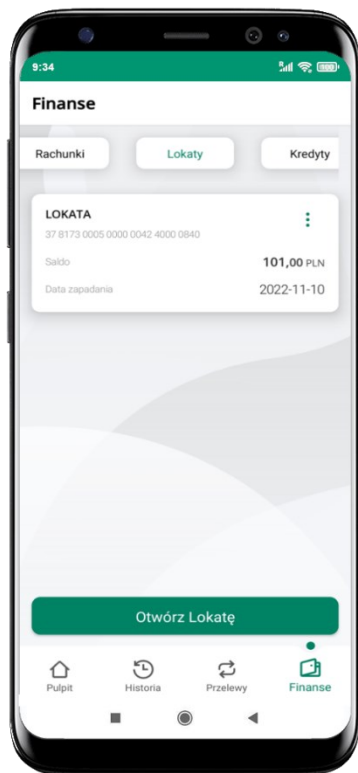 9:34
Finanse
Rachunki Lokaty Kredyty
LOKATA
37 8173 0005 0000 0042 4000 0840
Saldo 101,00 PLN
Data zapadania 2022-11-10
Otwórz Lokatę
Pulpit Historia Przelewy Finanse